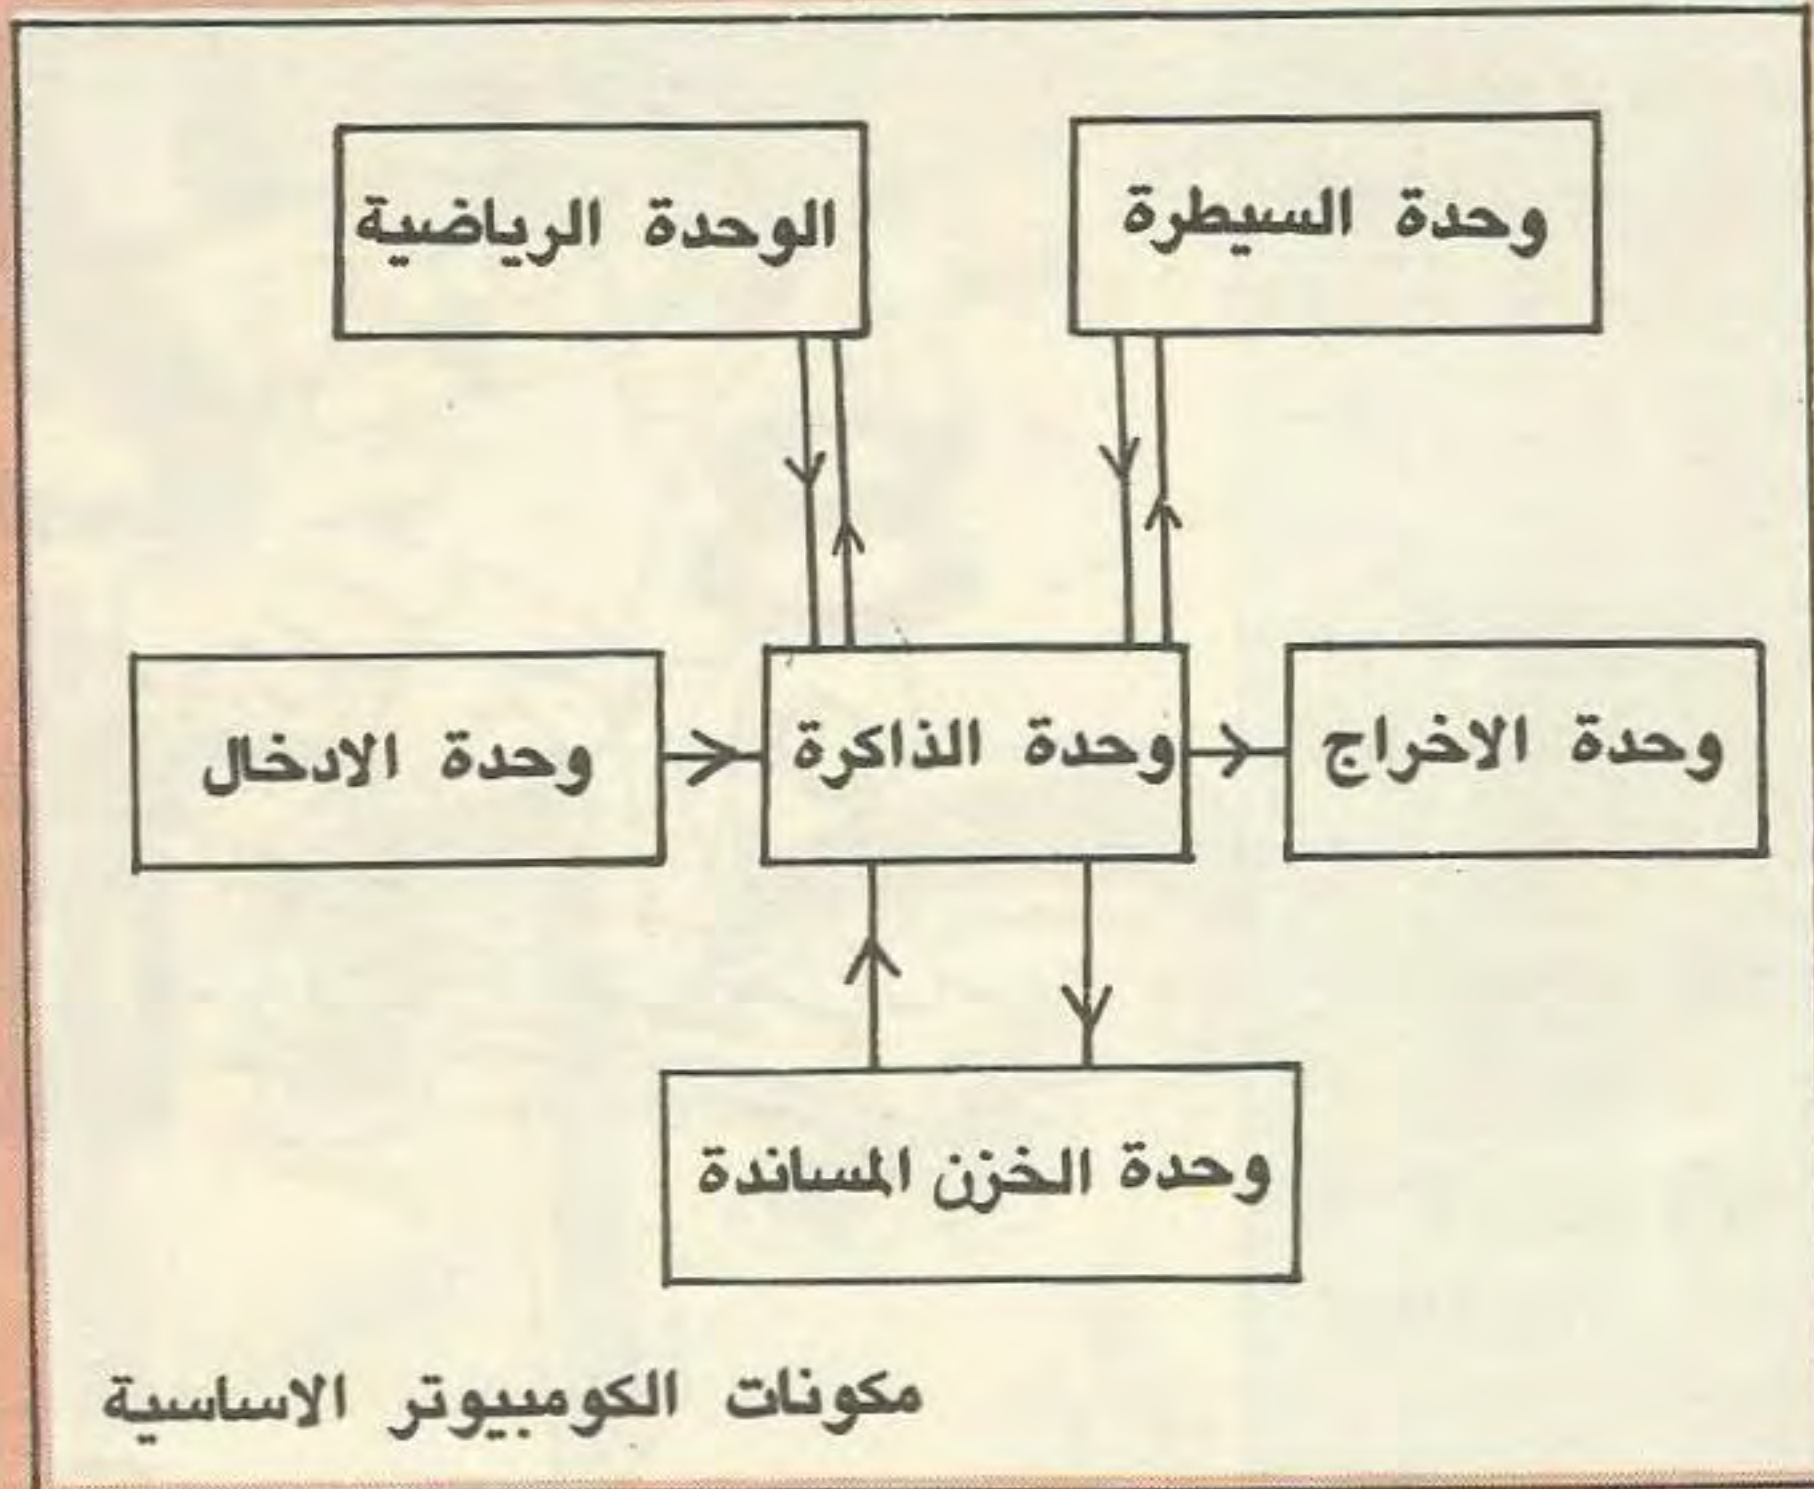 وحدة السيطرة
الوحدة الرياضية
وحدة الاخراج
وحدة الذاكرة
وحدة الادخال
وحدة الخزن المساندة
مكونات الكومبيوتر الاساسية